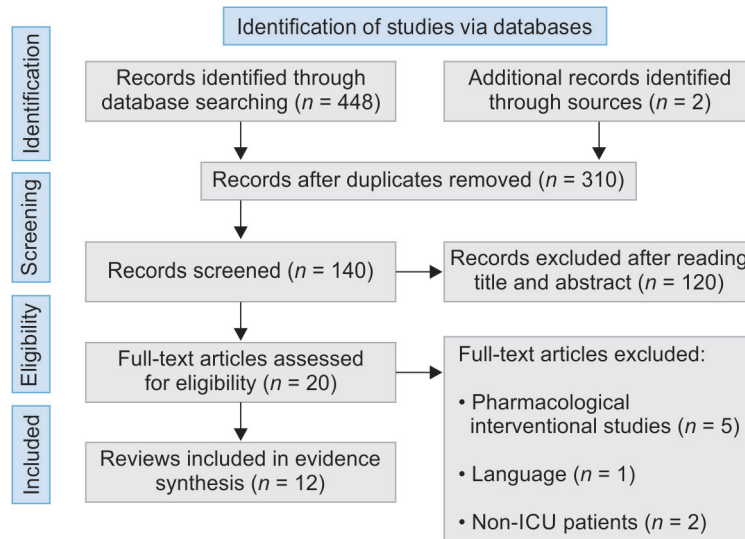 Identification of studies via databases
Identification
Records identified through
database searching (n = 448)
Additional records identified
through sources (n = 2)
Records after duplicates removed (n = 310)
Screening
Records screened (n = 140)
Records excluded after reading
title and abstract (n = 120)
Eligibility
Full-text articles assessed
for eligibility (n = 20)
Full-text articles excluded:
• Pharmacological
interventional studies (n = 5)
• Language (n = 1)
• Non-ICU patients (n = 2)
Included
Reviews included in evidence
synthesis (n = 12)